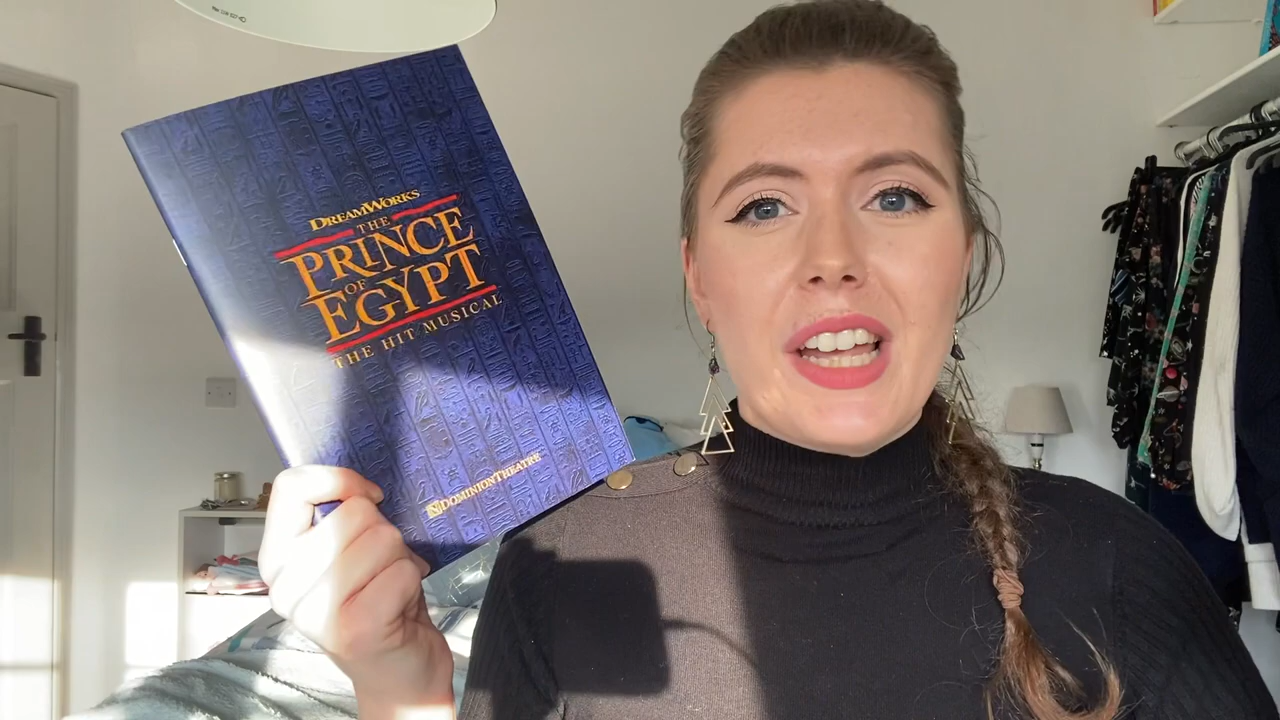 DREAMWORKS
THE
PRINCE
OF
EGYPT
THE HIT MUSICAL
DOMINIONTHEATRE